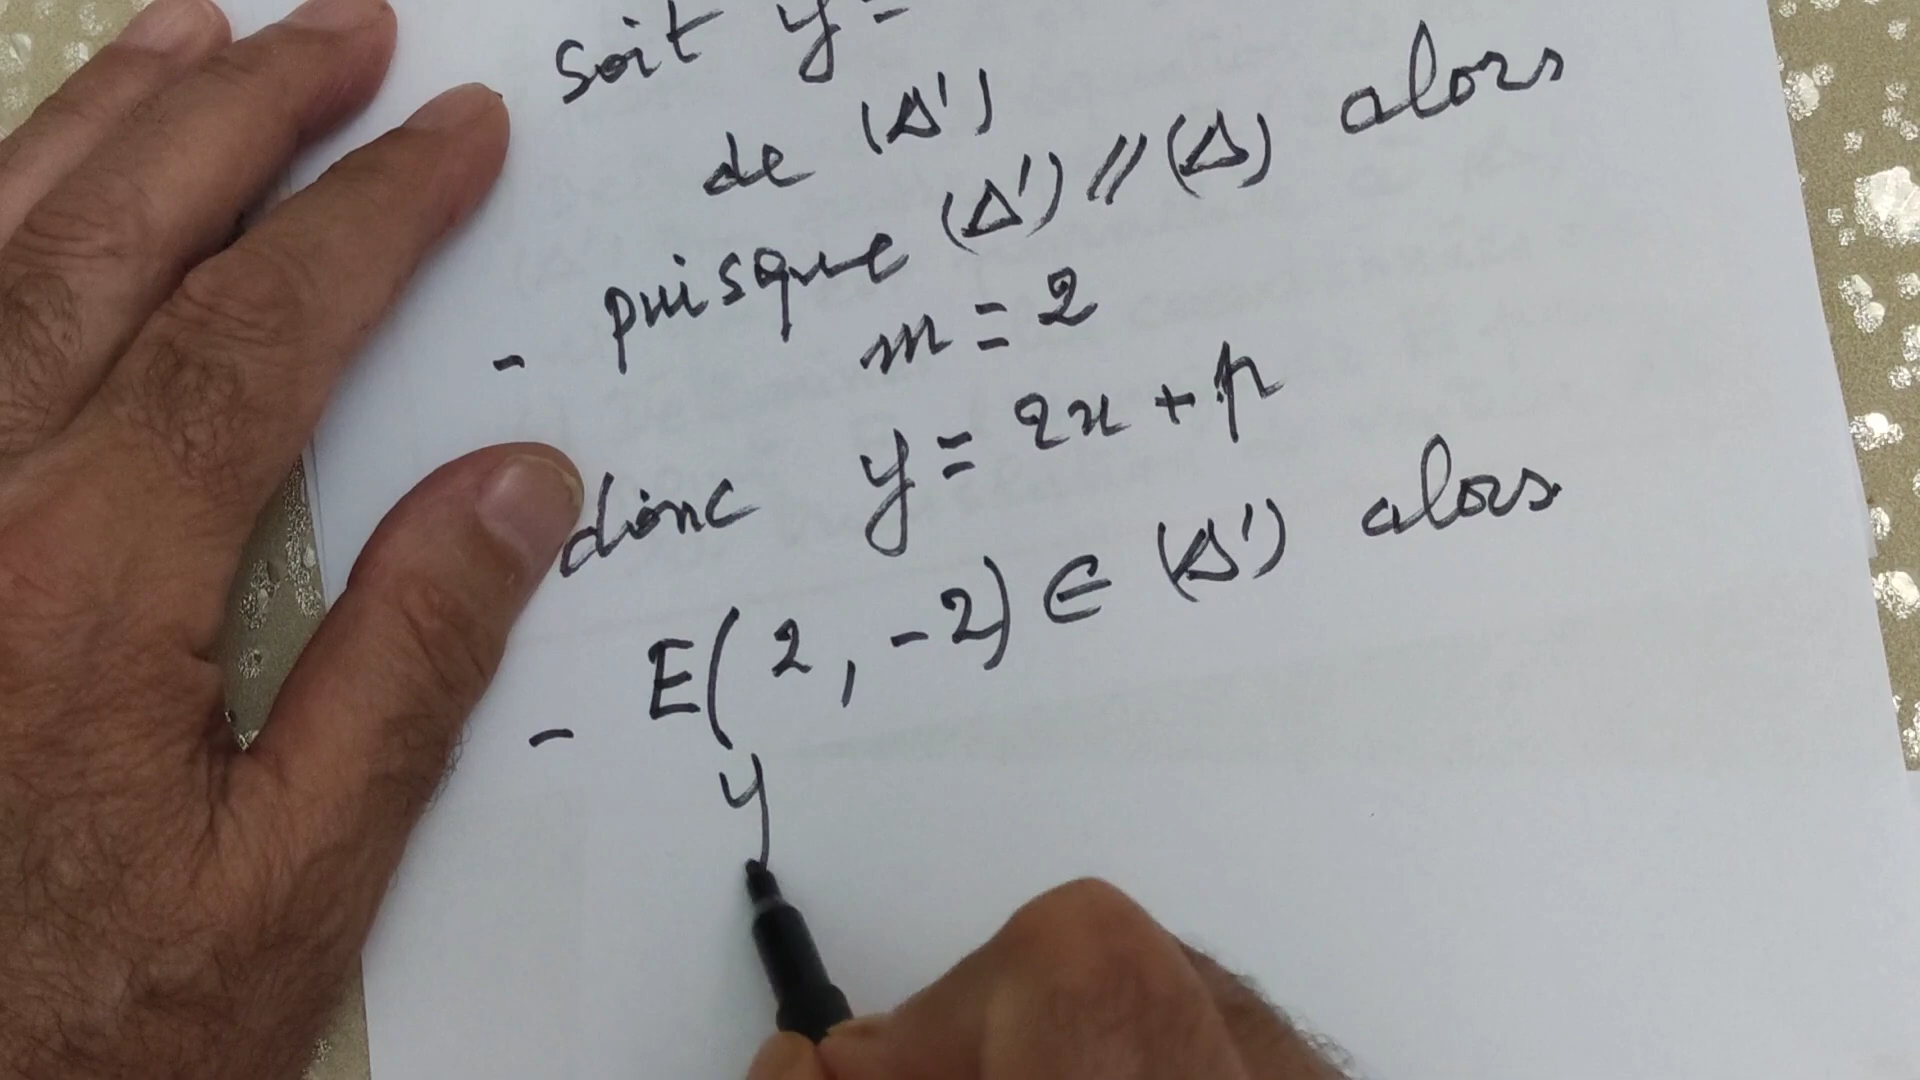 soit y=
de (Δ')
- puisque (Δ') // (Δ) alors
m = 2
donc y = 2x + p
- E(2, -2) ∈ (Δ') alors
y